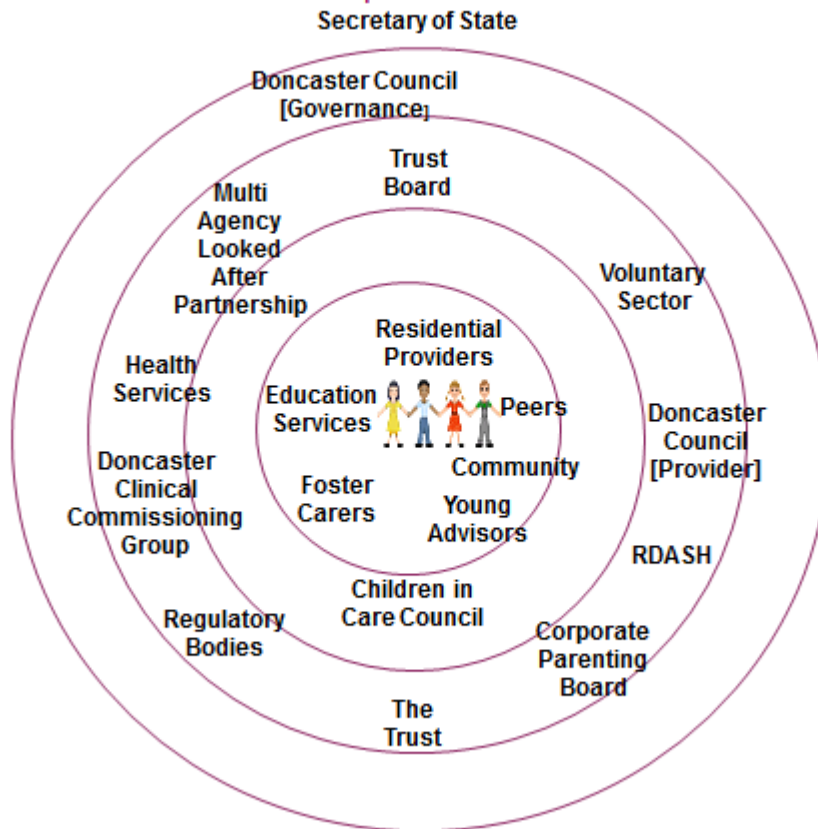 Secretary of State
Doncaster Council
[Governance]
Trust
Board
Multi
Agency
Looked
After
Partnership
Voluntary
Sector
Residential
Providers
Health
Services
Education
Services
Peers
Doncaster
Council
[Provider]
Doncaster
Clinical
Commissioning
Group
Community
Foster
Carers
Young
Advisors
RDASH
Children in
Care Council
Regulatory
Bodies
Corporate
Parenting
Board
The
Trust